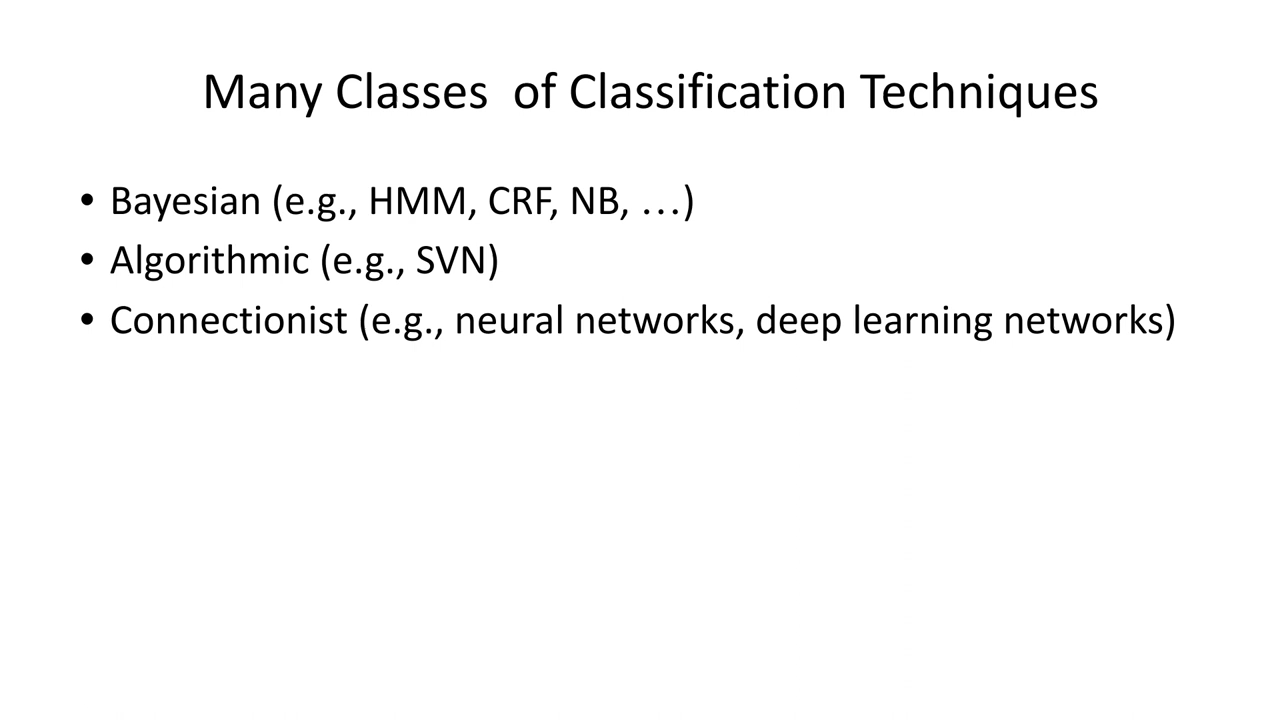 Many Classes  of Classification Techniques
• Bayesian (e.g., HMM, CRF, NB, …)
• Algorithmic (e.g., SVN)
• Connectionist (e.g., neural networks, deep learning networks)